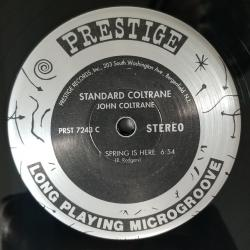 PRESTIGE
PRESTIGE RECORDS, Inc., 203 South Washington Ave., Bergenfield, N.J.
STANDARD COLTRANE
JOHN COLTRANE
PRST 7243 C
STEREO
SPRING IS HERE 6:54
(R. Rodgers)
LONG PLAYING MICROGROOVE